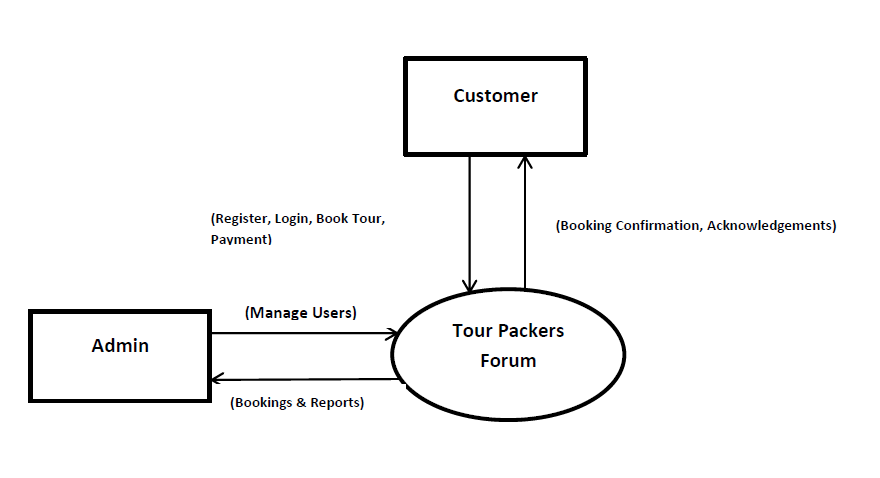 Customer
(Register, Login, Book Tour,
Payment)
(Booking Confirmation, Acknowledgements)
(Manage Users)
Tour Packers
Forum
Admin
(Bookings & Reports)